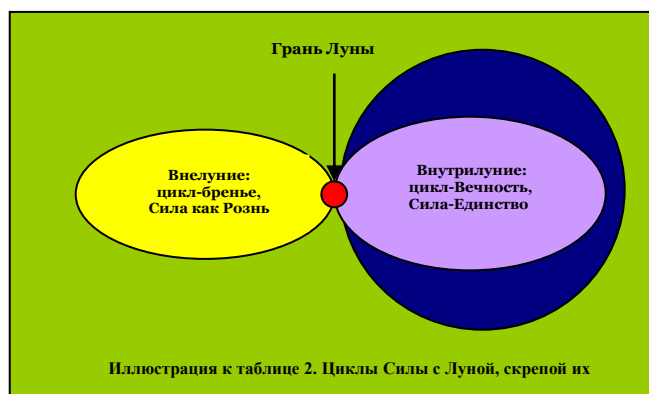 Грань Луны
Внелуние:
цикл-бренье,
Сила как Рознь
Внутрилуние:
цикл-Вечность,
Сила-Единство
Иллюстрация к таблице 2. Циклы Силы с Луной, скрепой их